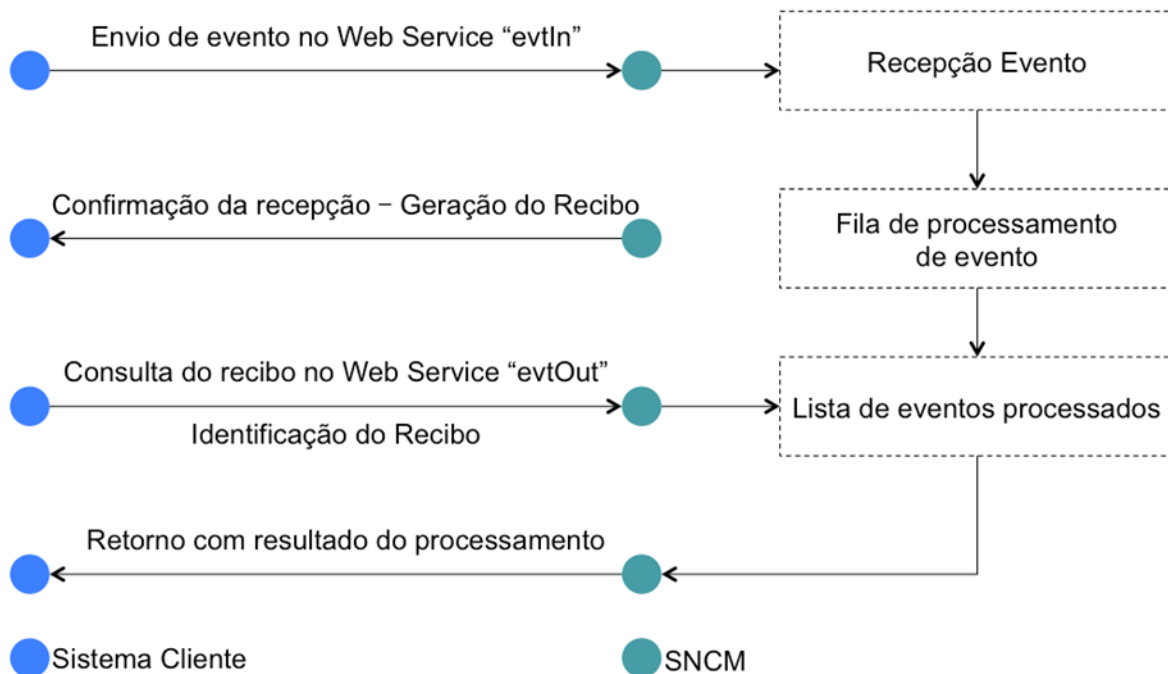 Envio de evento no Web Service “evtIn”
Recepção Evento
Confirmação da recepção – Geração do Recibo
Fila de processamento
de evento
Consulta do recibo no Web Service “evtOut”
Identificação do Recibo
Lista de eventos processados
Retorno com resultado do processamento
Sistema Cliente
SNCM